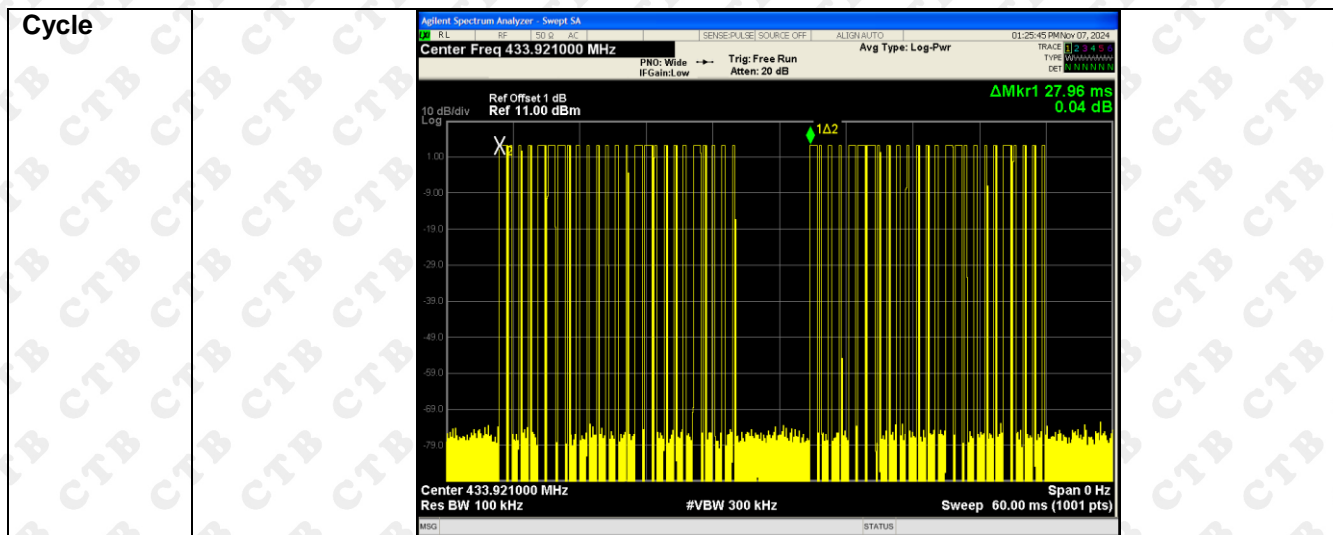 Cycle
Agilent Spectrum Analyzer - Swept SA
RL RF 50 Ω AC SENSE:PULSE SOURCE OFF ALIGN AUTO 01:25:45 PM Nov 07, 2024
Center Freq 433.921000 MHz
PNO: Wide
IFGain:Low
Trig: Free Run
Atten: 20 dB
Avg Type: Log-Pwr
TRACE 1 2 3 4 5 6
TYPE W
DET N N N N N N
ΔMkr1 27.96 ms
0.04 dB
Ref Offset 1 dB
Ref 11.00 dBm
10 dB/div
Log
1Δ2
1.00
-9.00
-19.0
-29.0
-39.0
-49.0
-59.0
-69.0
-79.0
Center 433.921000 MHz Span 0 Hz
Res BW 100 kHz #VBW 300 kHz Sweep 60.00 ms (1001 pts)
MSG STATUS
CTB